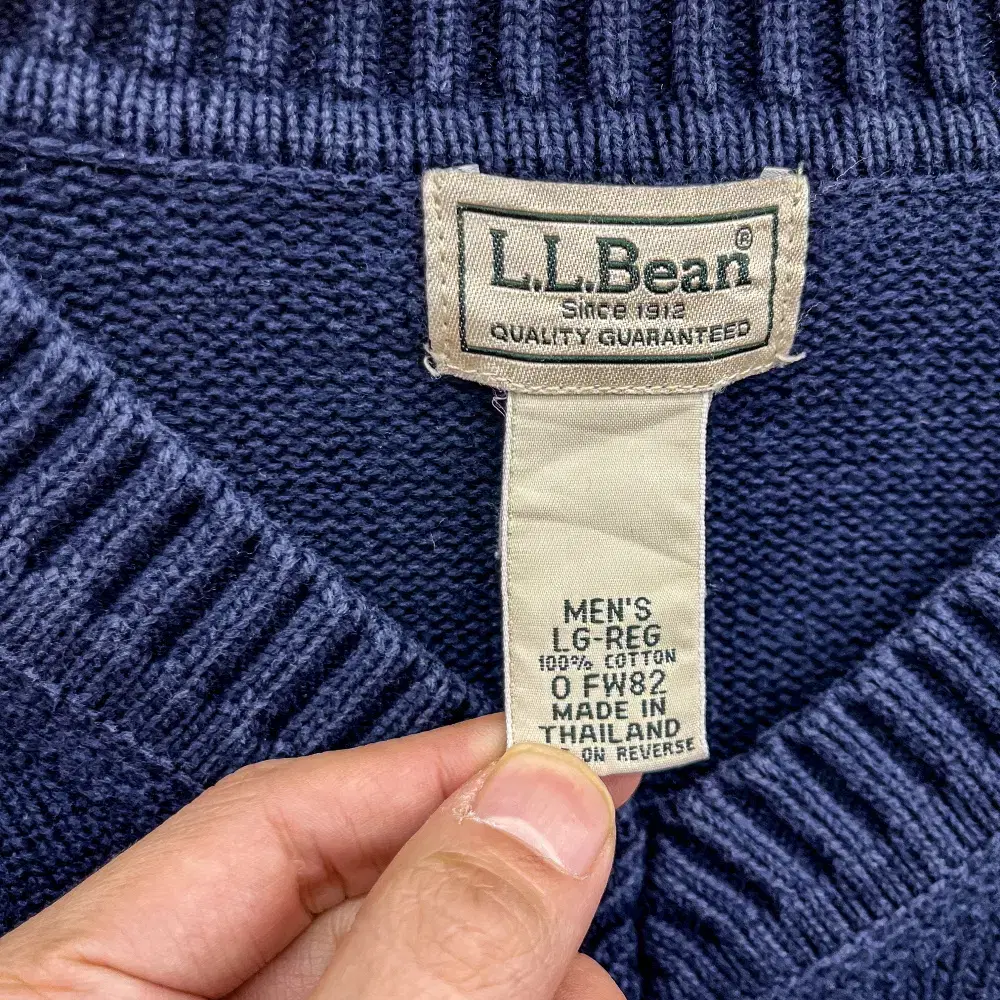 L.L.Bean®
Since 1912
QUALITY GUARANTEED
MEN'S
LG-REG
100% COTTON
0 FW82
MADE IN
THAILAND
ON REVERSE